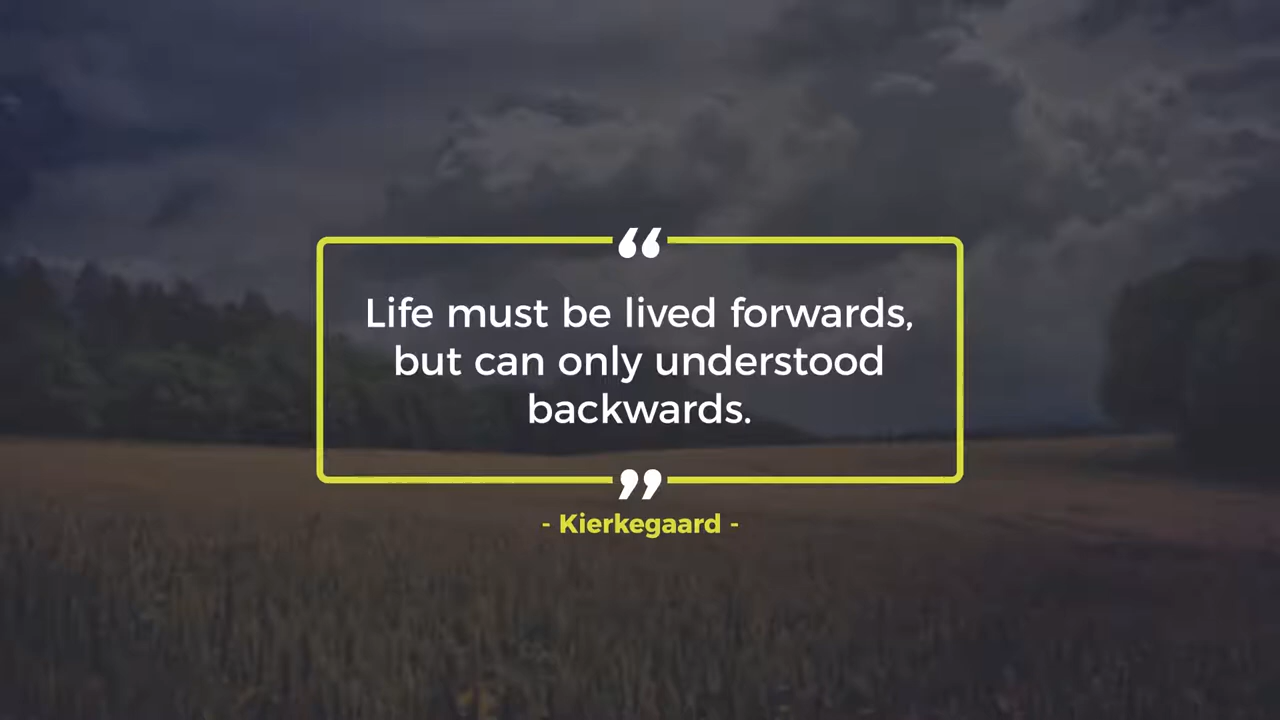 “
Life must be lived forwards,
but can only understood
backwards.
”
- Kierkegaard -